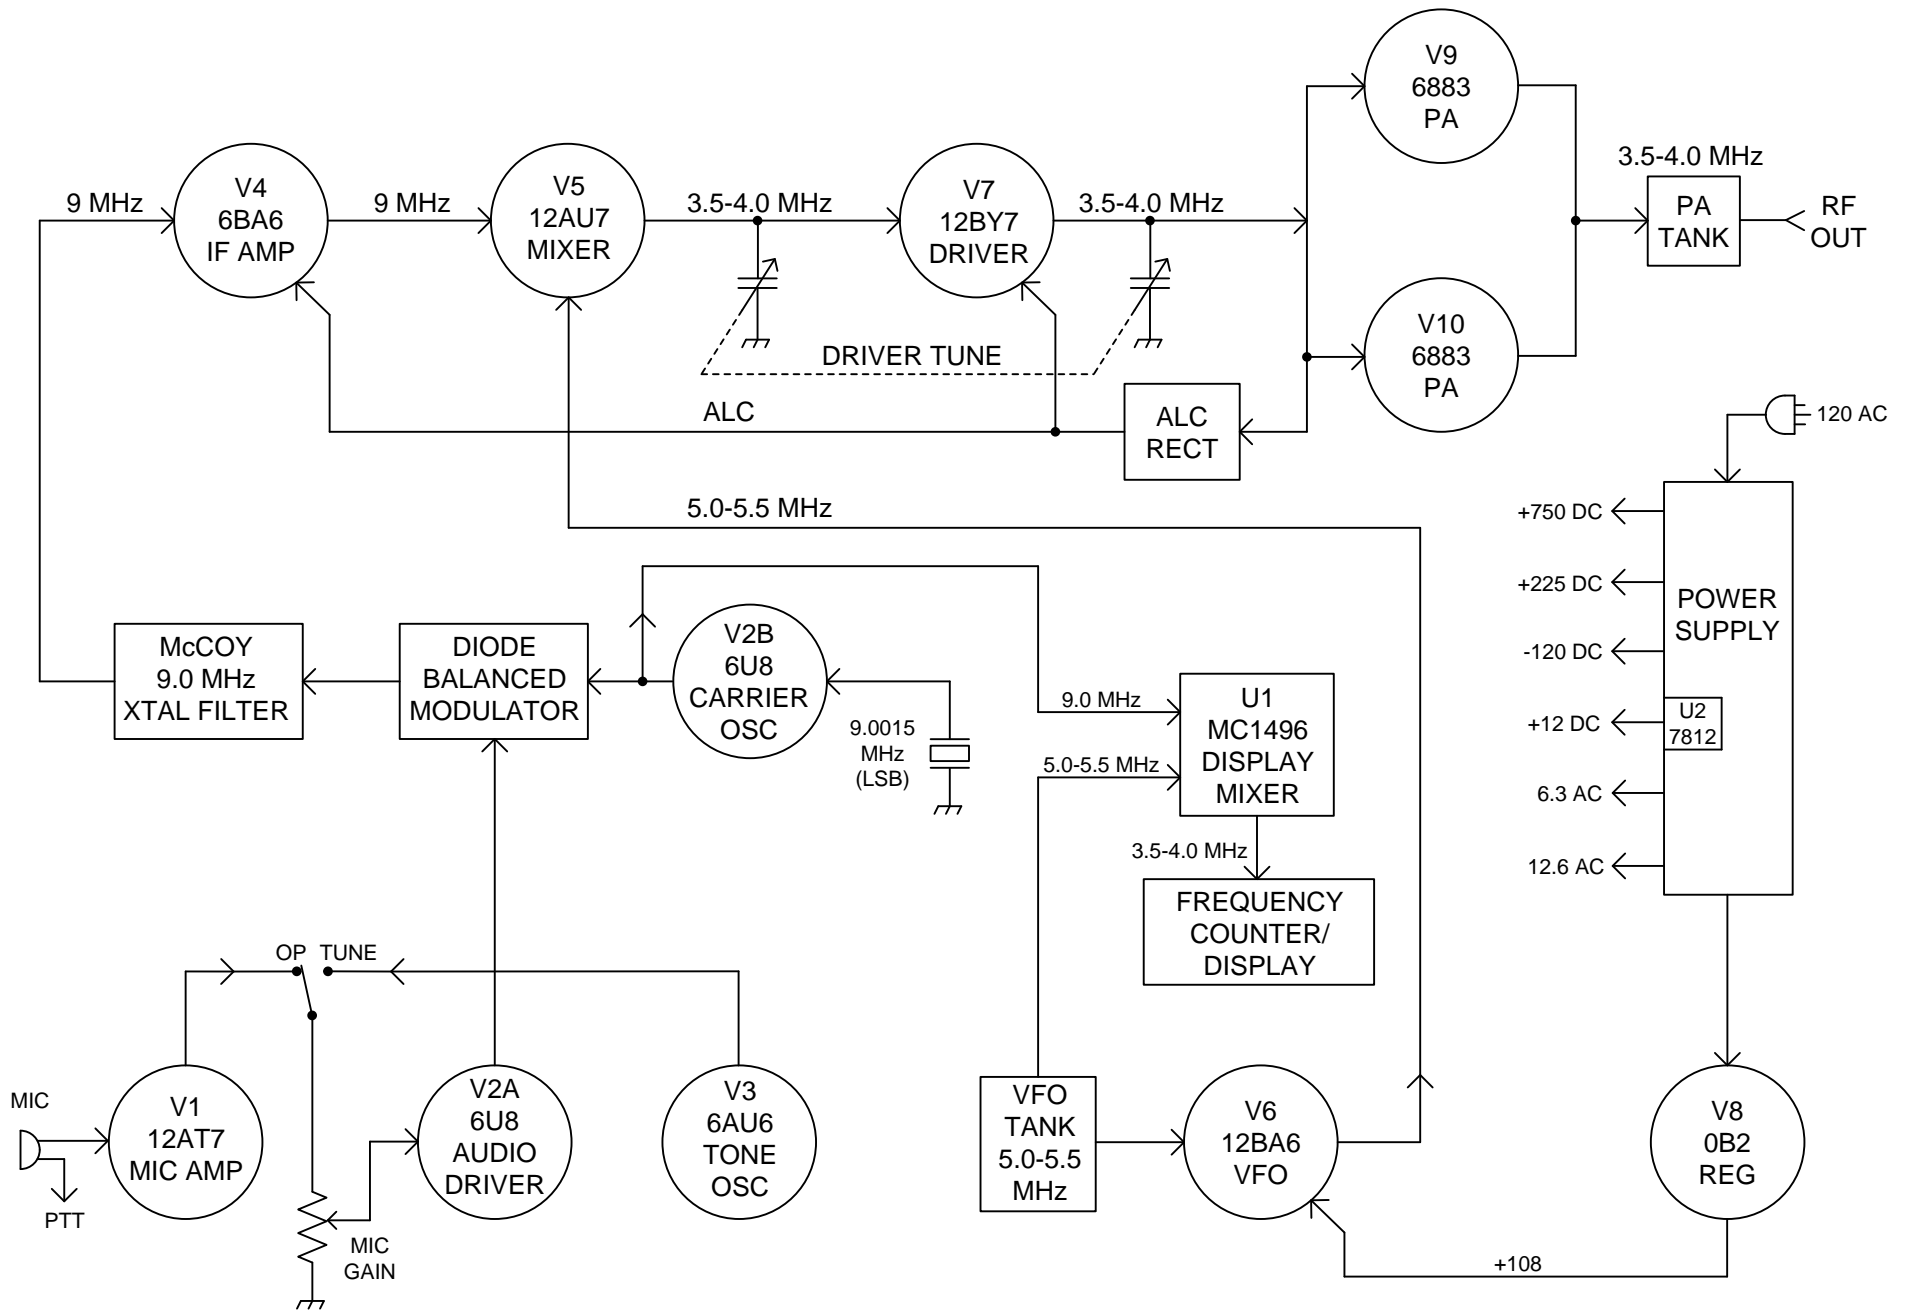 V9
6883
PA
9 MHz
V4
6BA6
IF AMP
9 MHz
V5
12AU7
MIXER
3.5-4.0 MHz
V7
12BY7
DRIVER
3.5-4.0 MHz
3.5-4.0 MHz
PA
TANK
RF
OUT
V10
6883
PA
DRIVER TUNE
ALC
ALC
RECT
120 AC
5.0-5.5 MHz
+750 DC
+225 DC
-120 DC
+12 DC
6.3 AC
12.6 AC
POWER
SUPPLY
U2
7812
McCOY
9.0 MHz
XTAL FILTER
DIODE
BALANCED
MODULATOR
V2B
6U8
CARRIER
OSC
9.0015
MHz
(LSB)
9.0 MHz
5.0-5.5 MHz
U1
MC1496
DISPLAY
MIXER
3.5-4.0 MHz
FREQUENCY
COUNTER/
DISPLAY
OP TUNE
MIC
PTT
V1
12AT7
MIC AMP
MIC
GAIN
V2A
6U8
AUDIO
DRIVER
V3
6AU6
TONE
OSC
VFO
TANK
5.0-5.5
MHz
V6
12BA6
VFO
V8
0B2
REG
+108